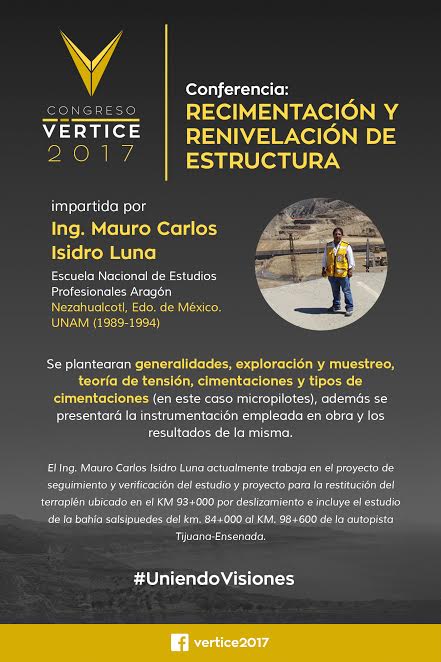 CONGRESO
VÉRTICE
2017
Conferencia:
RECIMENTACIÓN Y
RENIVELACIÓN DE
ESTRUCTURA
impartida por
Ing. Mauro Carlos
Isidro Luna
Escuela Nacional de Estudios
Profesionales Aragón
Nezahualcotl, Edo. de México.
UNAM (1989-1994)
Se plantearan generalidades, exploración y muestreo,
teoría de tensión, cimentaciones y tipos de
cimentaciones (en este caso micropilotes), además se
presentará la instrumentación empleada en obra y los
resultados de la misma.
El Ing. Mauro Carlos Isidro Luna actualmente trabaja en el proyecto de
seguimiento y verificación del estudio y proyecto para la restitución del
terraplén ubicado en el KM 93+000 por deslizamiento e incluye el estudio
de la bahía salsipuedes del km. 84+000 al KM. 98+600 de la autopista
Tijuana-Ensenada.
#UniendoVisiones
vertice2017